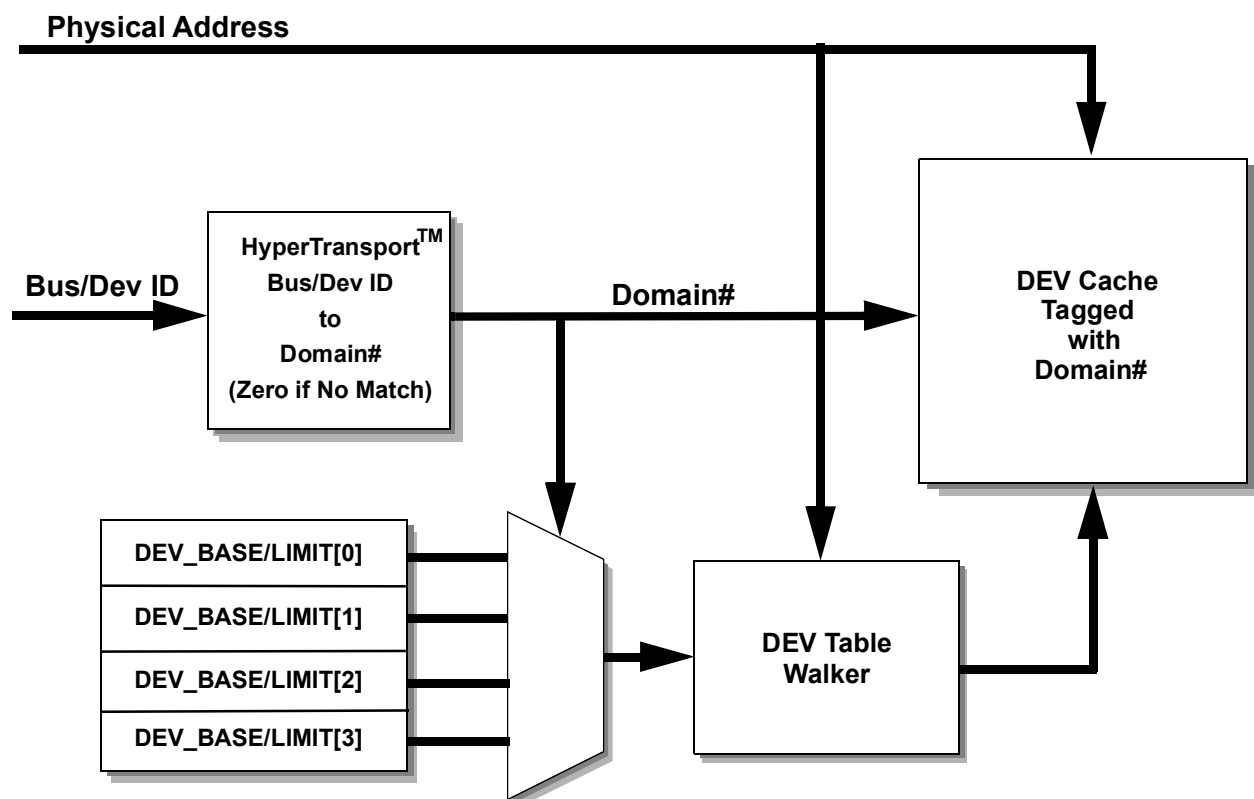 Physical Address
HyperTransport™
Bus/Dev ID
to
Domain#
(Zero if No Match)
Bus/Dev ID
Domain#
DEV Cache
Tagged
with
Domain#
DEV_BASE/LIMIT[0]
DEV_BASE/LIMIT[1]
DEV_BASE/LIMIT[2]
DEV_BASE/LIMIT[3]
DEV Table
Walker